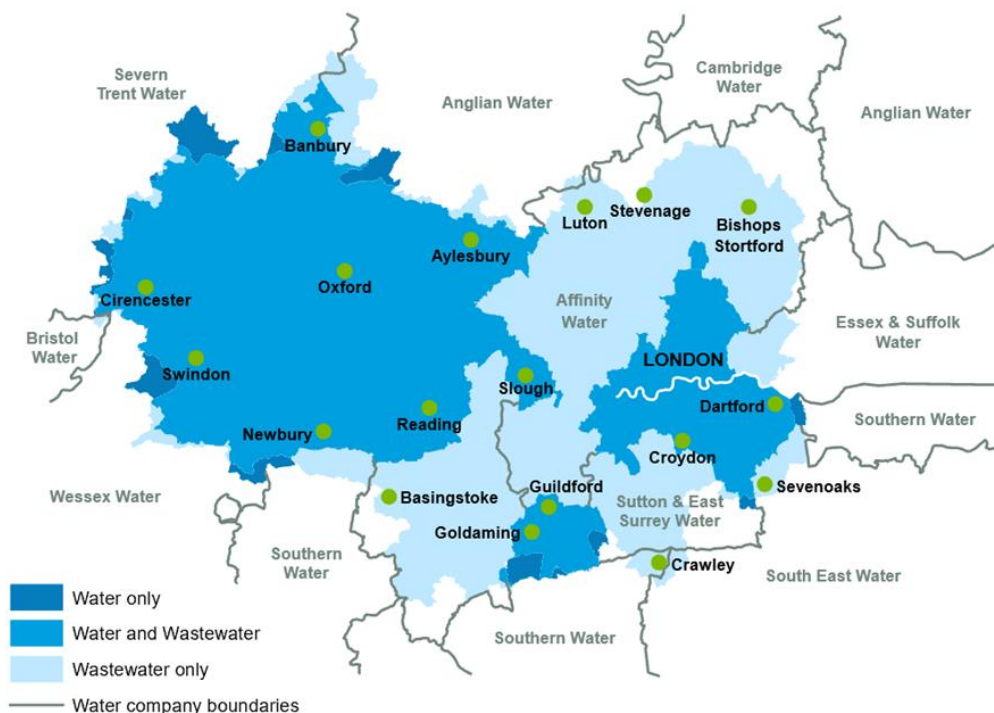 Severn
Trent Water
Anglian Water
Cambridge
Water
Anglian Water
Banbury
Luton
Stevenage
Bishops
Stortford
Aylesbury
Oxford
Cirencester
Affinity
Water
Bristol
Water
Essex & Suffolk
Water
Swindon
Slough
LONDON
Dartford
Southern Water
Newbury
Reading
Croydon
Wessex Water
Basingstoke
Guildford
Goldaming
Sutton & East
Surrey Water
Sevenoaks
Southern
Water
Crawley
South East Water
Southern Water
Water only
Water and Wastewater
Wastewater only
Water company boundaries